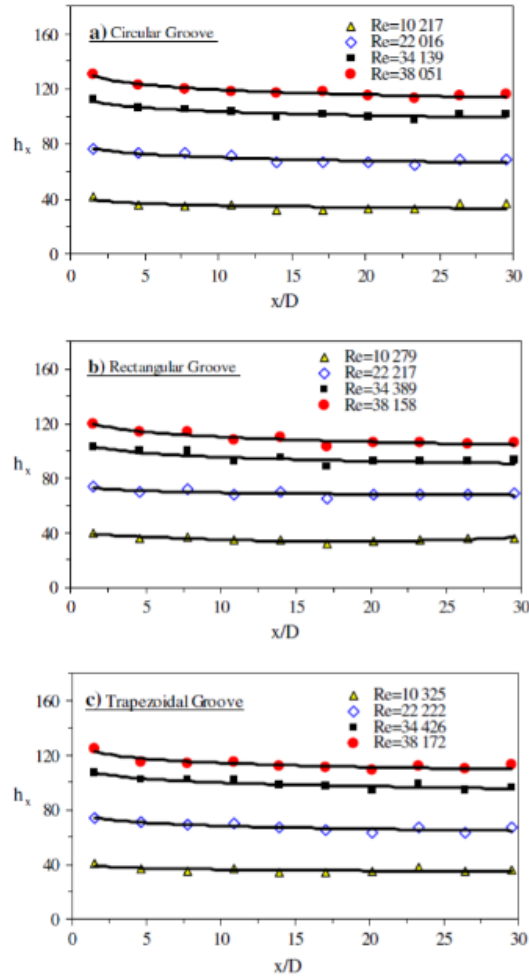 a) Circular Groove
Re=10 217
Re=22 016
Re=34 139
Re=38 051
160
120
80
40
0
hx
0 5 10 15 20 25 30
x/D
b) Rectangular Groove
Re=10 279
Re=22 217
Re=34 389
Re=38 158
160
120
80
40
0
hx
0 5 10 15 20 25 30
x/D
c) Trapezoidal Groove
Re=10 325
Re=22 222
Re=34 426
Re=38 172
160
120
80
40
0
hx
0 5 10 15 20 25 30
x/D